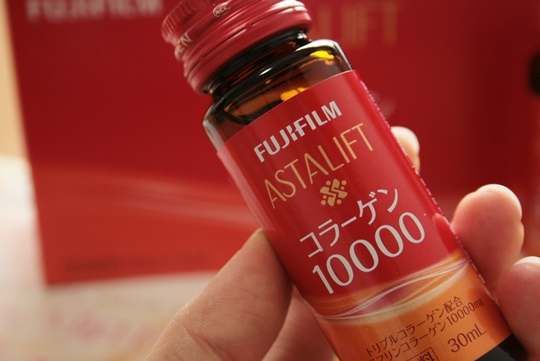 FUJIFILM
ASTALIFT
FUJIFILM
ASTALIFT
コラーゲン
10000
トリプルコラーゲン配合
マリンコラーゲン10000mg
30mL